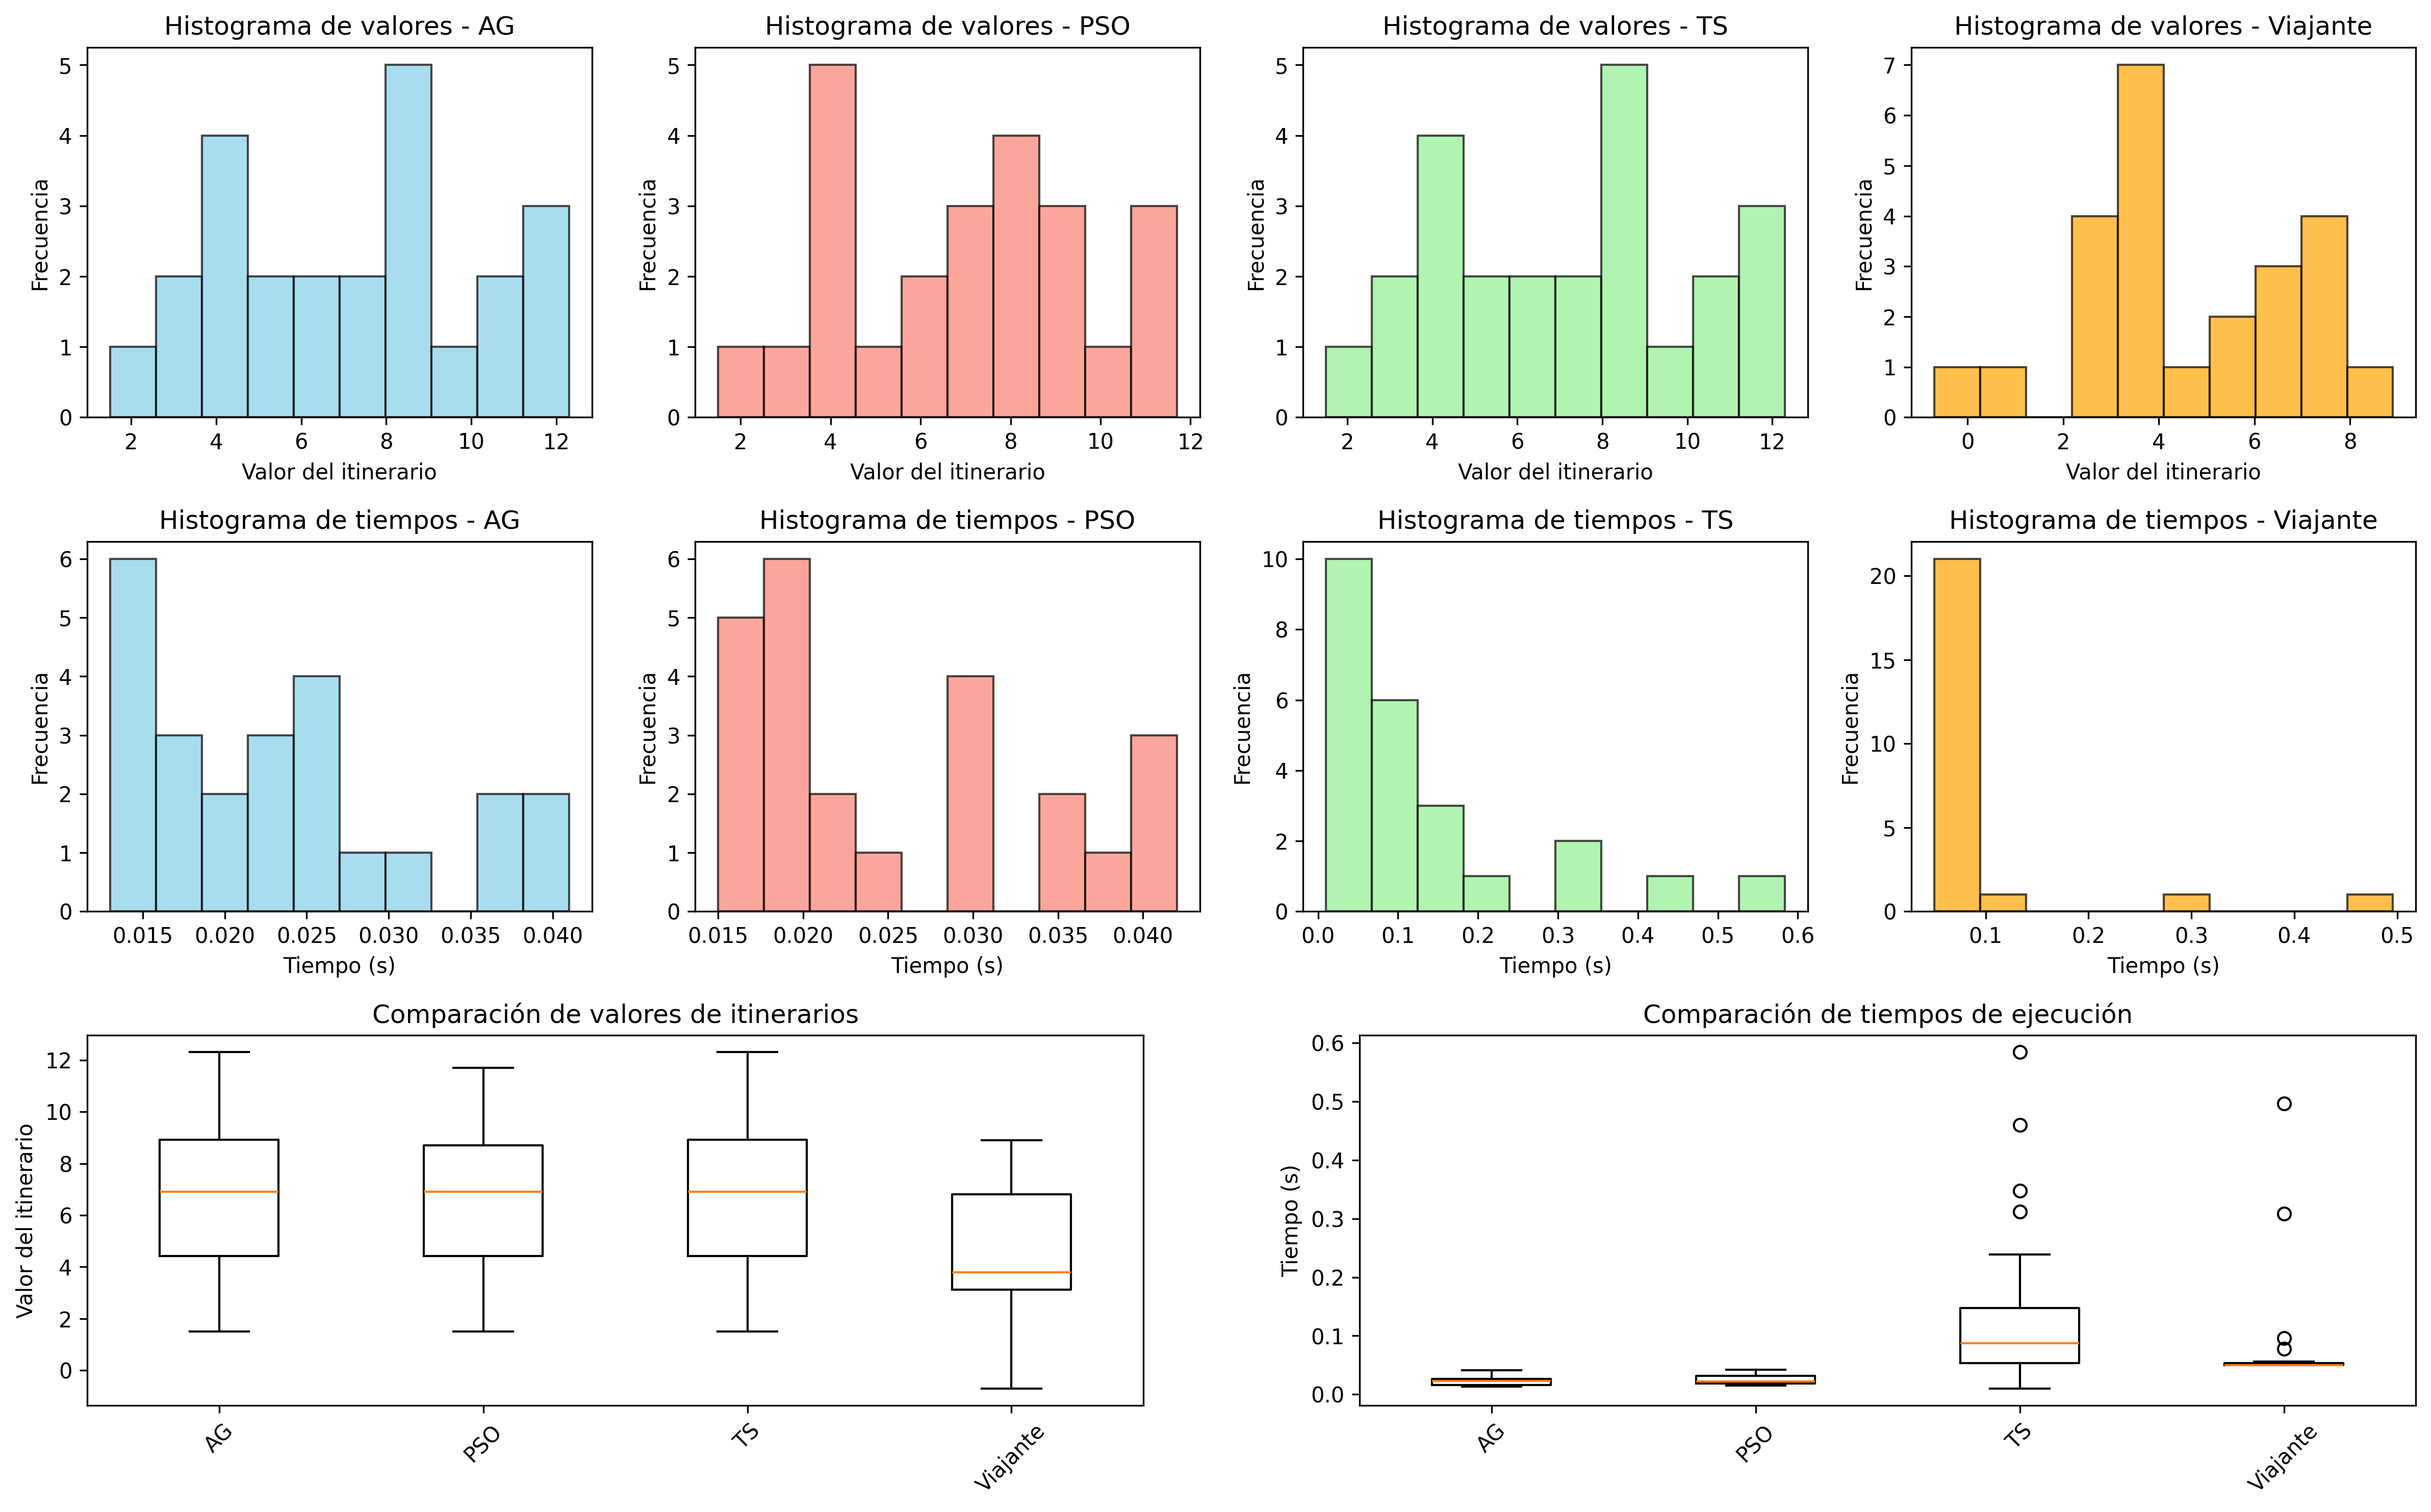 Histograma de valores - AG
Frecuencia
5
4
3
2
1
0
2 4 6 8 10 12
Valor del itinerario
Histograma de valores - PSO
Frecuencia
5
4
3
2
1
0
2 4 6 8 10 12
Valor del itinerario
Histograma de valores - TS
Frecuencia
5
4
3
2
1
0
2 4 6 8 10 12
Valor del itinerario
Histograma de valores - Viajante
Frecuencia
7
6
5
4
3
2
1
0
0 2 4 6 8
Valor del itinerario
Histograma de tiempos - AG
Frecuencia
6
5
4
3
2
1
0
0.015 0.020 0.025 0.030 0.035 0.040
Tiempo (s)
Histograma de tiempos - PSO
Frecuencia
6
5
4
3
2
1
0
0.015 0.020 0.025 0.030 0.035 0.040
Tiempo (s)
Histograma de tiempos - TS
Frecuencia
10
8
6
4
2
0
0.0 0.1 0.2 0.3 0.4 0.5 0.6
Tiempo (s)
Histograma de tiempos - Viajante
Frecuencia
20
15
10
5
0
0.1 0.2 0.3 0.4 0.5
Tiempo (s)
Comparación de valores de itinerarios
Valor del itinerario
12
10
8
6
4
2
0
AG PSO TS Viajante
Comparación de tiempos de ejecución
Tiempo (s)
0.6
0.5
0.4
0.3
0.2
0.1
0.0
AG PSO TS Viajante